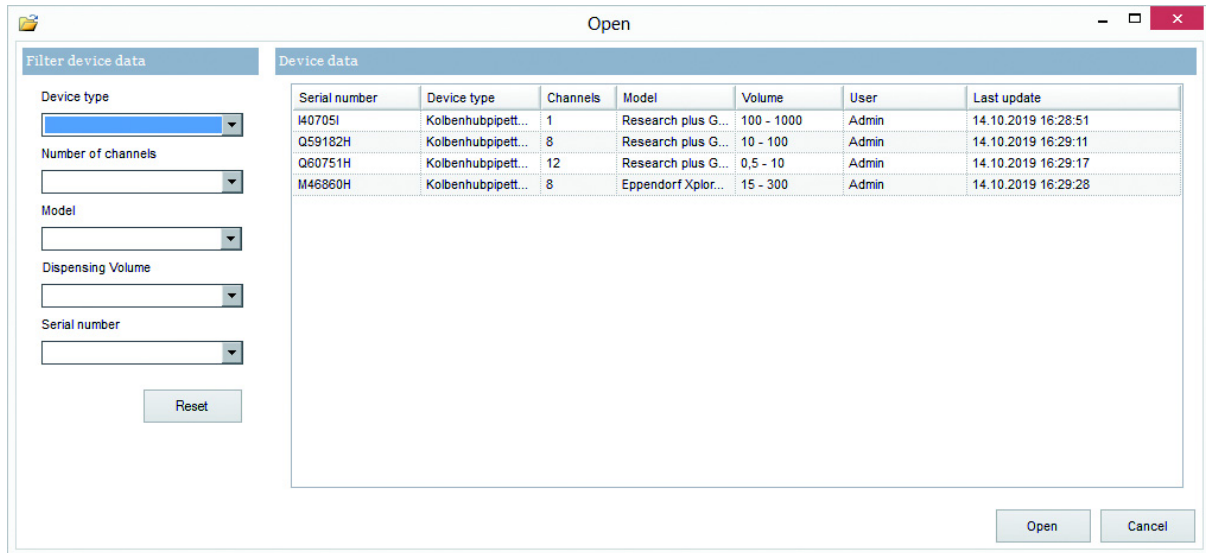 Open
Filter device data
Device type
Number of channels
Model
Dispensing Volume
Serial number
Reset
Device data
Serial number Device type Channels Model Volume User Last update
I40705I Kolbenhubpipett... 1 Research plus G... 100 - 1000 Admin 14.10.2019 16:28:51
Q59182H Kolbenhubpipett... 8 Research plus G... 10 - 100 Admin 14.10.2019 16:29:11
Q60751H Kolbenhubpipett... 12 Research plus G... 0,5 - 10 Admin 14.10.2019 16:29:17
M46860H Kolbenhubpipett... 8 Eppendorf Xplor... 15 - 300 Admin 14.10.2019 16:29:28
Open Cancel